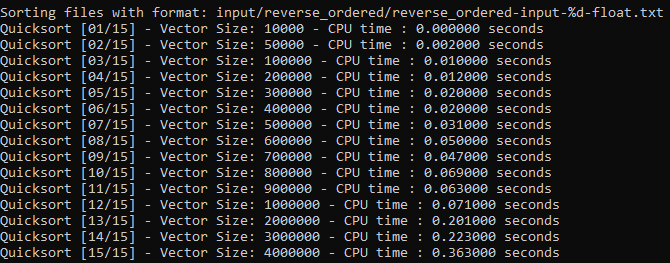 Sorting files with format: input/reverse_ordered/reverse_ordered-input-%d-float.txt
Quicksort [01/15] - Vector Size: 10000 - CPU time : 0.000000 seconds
Quicksort [02/15] - Vector Size: 50000 - CPU time : 0.002000 seconds
Quicksort [03/15] - Vector Size: 100000 - CPU time : 0.010000 seconds
Quicksort [04/15] - Vector Size: 200000 - CPU time : 0.012000 seconds
Quicksort [05/15] - Vector Size: 300000 - CPU time : 0.020000 seconds
Quicksort [06/15] - Vector Size: 400000 - CPU time : 0.020000 seconds
Quicksort [07/15] - Vector Size: 500000 - CPU time : 0.031000 seconds
Quicksort [08/15] - Vector Size: 600000 - CPU time : 0.050000 seconds
Quicksort [09/15] - Vector Size: 700000 - CPU time : 0.047000 seconds
Quicksort [10/15] - Vector Size: 800000 - CPU time : 0.069000 seconds
Quicksort [11/15] - Vector Size: 900000 - CPU time : 0.063000 seconds
Quicksort [12/15] - Vector Size: 1000000 - CPU time : 0.071000 seconds
Quicksort [13/15] - Vector Size: 2000000 - CPU time : 0.201000 seconds
Quicksort [14/15] - Vector Size: 3000000 - CPU time : 0.223000 seconds
Quicksort [15/15] - Vector Size: 4000000 - CPU time : 0.363000 seconds